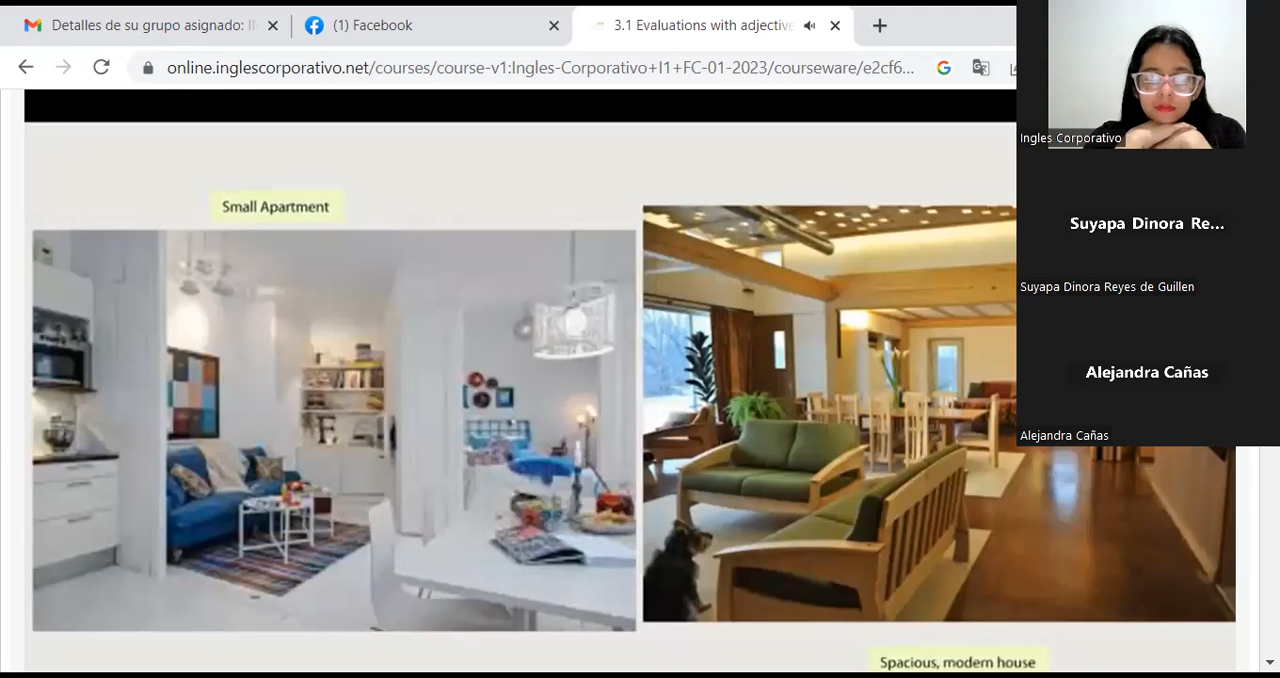 Detalles de su grupo asignado: I
(1) Facebook
3.1 Evaluations with adjective
online.inglescorporativo.net/courses/course-v1:Ingles-Corporativo+I1+FC-01-2023/courseware/e2cf6...
Ingles Corporativo
Suyapa Dinora Re...
Suyapa Dinora Reyes de Guillen
Alejandra Cañas
Alejandra Cañas
Small Apartment
Spacious, modern house